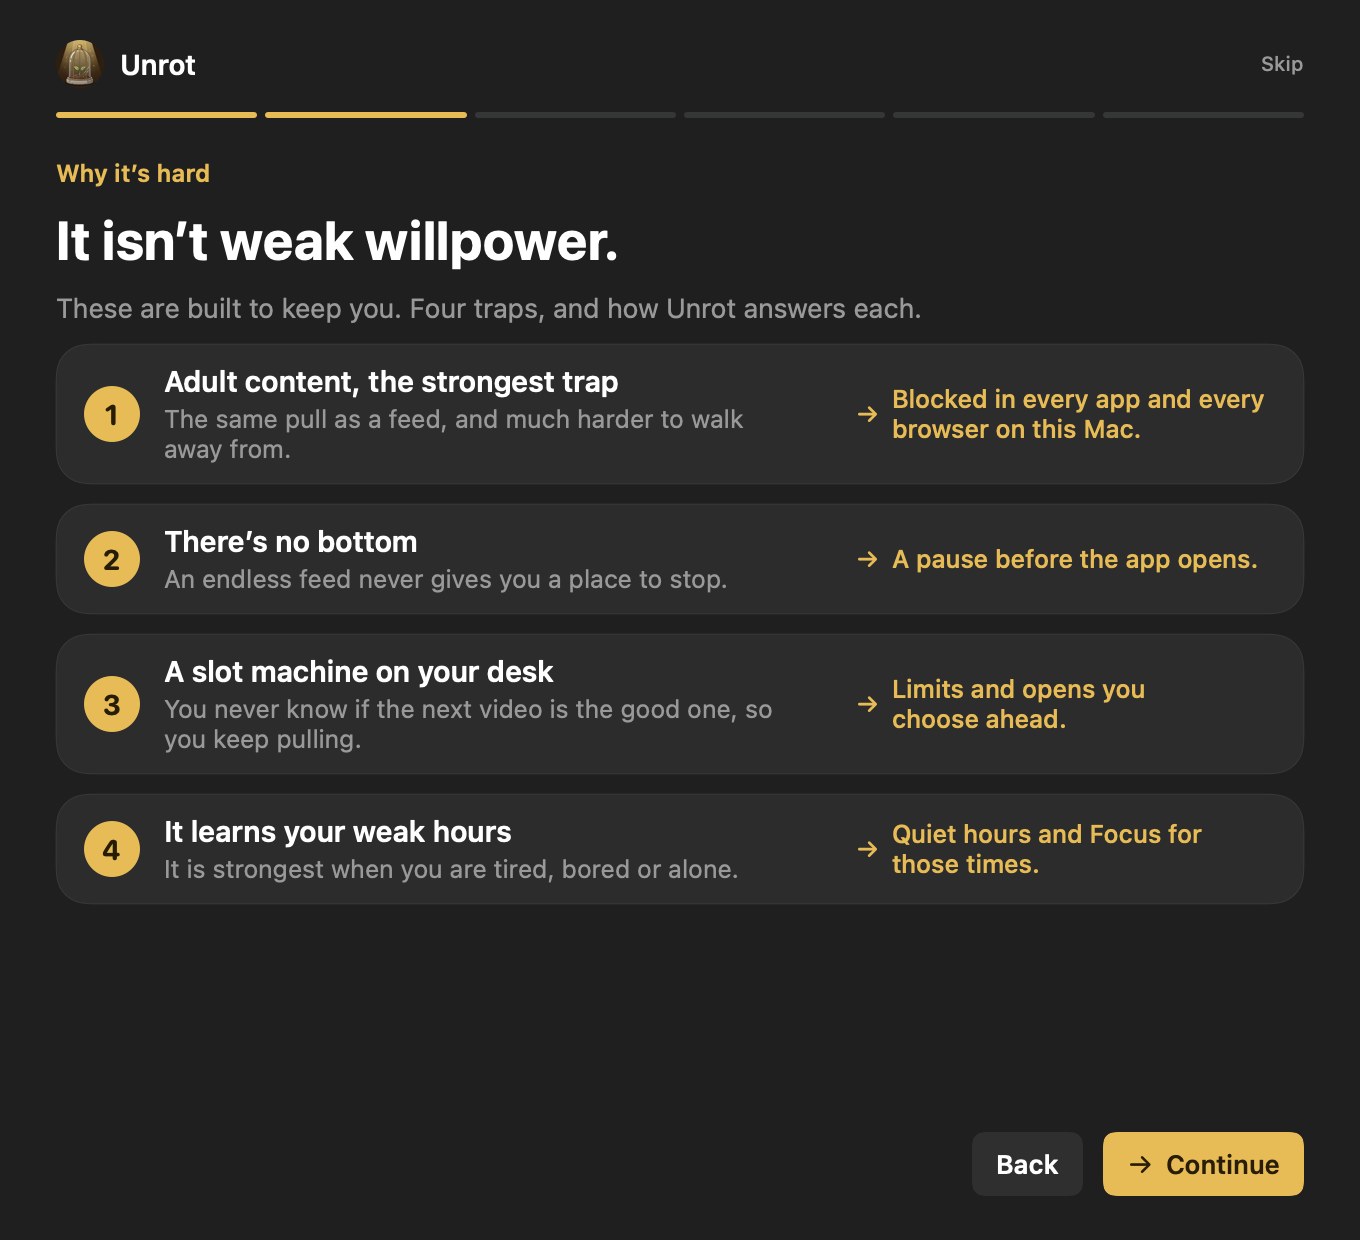 Unrot
Skip
Why it’s hard
It isn’t weak willpower.
These are built to keep you. Four traps, and how Unrot answers each.
1
Adult content, the strongest trap
The same pull as a feed, and much harder to walk
away from.
→ Blocked in every app and every
browser on this Mac.
2
There’s no bottom
An endless feed never gives you a place to stop.
→ A pause before the app opens.
3
A slot machine on your desk
You never know if the next video is the good one, so
you keep pulling.
→ Limits and opens you
choose ahead.
4
It learns your weak hours
It is strongest when you are tired, bored or alone.
→ Quiet hours and Focus for
those times.
Back
→ Continue